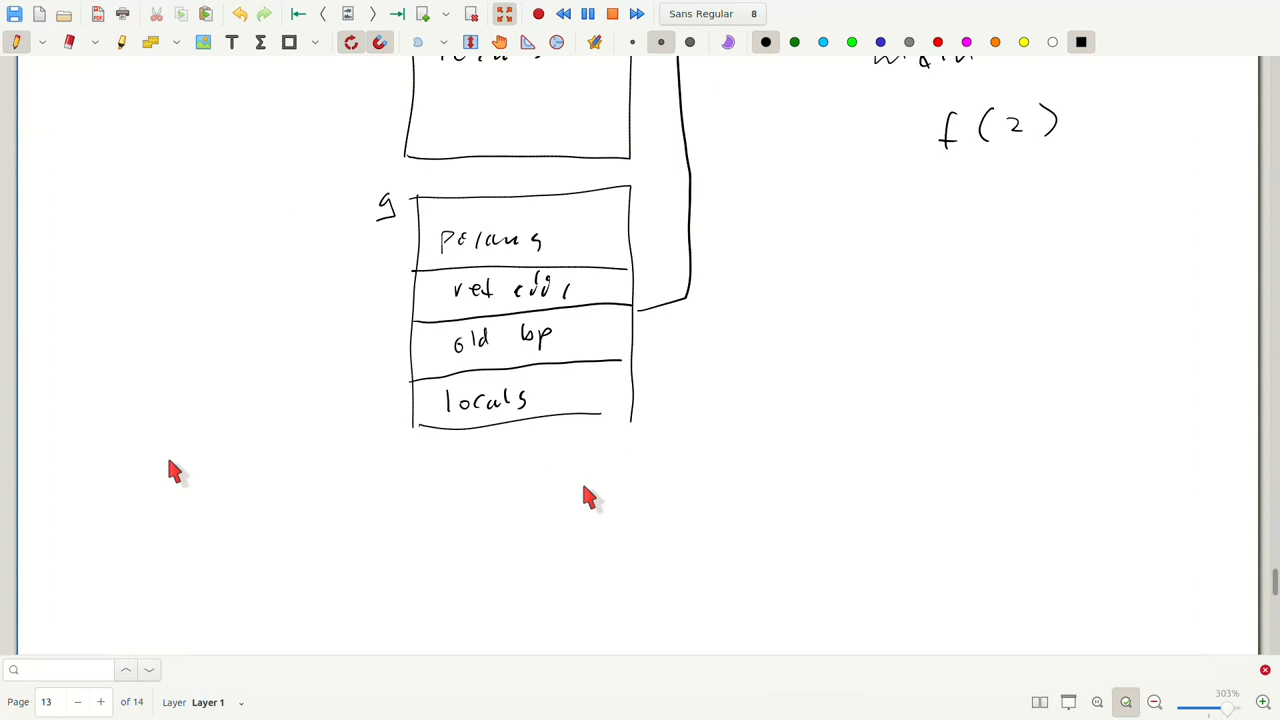 Sans Regular 8
f ( 2 )
g
params
ret addr
old bp
locals
Page 13 of 14 Layer Layer 1 303%